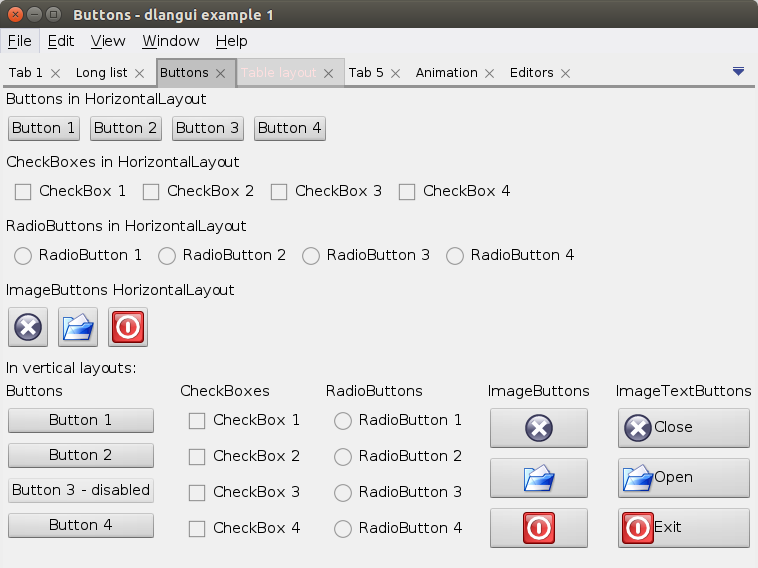 Buttons - dlangui example 1
File Edit View Window Help
Tab 1 Long list Buttons Table layout Tab 5 Animation Editors
Buttons in HorizontalLayout
Button 1 Button 2 Button 3 Button 4
CheckBoxes in HorizontalLayout
CheckBox 1 CheckBox 2 CheckBox 3 CheckBox 4
RadioButtons in HorizontalLayout
RadioButton 1 RadioButton 2 RadioButton 3 RadioButton 4
ImageButtons HorizontalLayout
In vertical layouts:
Buttons CheckBoxes RadioButtons ImageButtons ImageTextButtons
Button 1 CheckBox 1 RadioButton 1 Close
Button 2 CheckBox 2 RadioButton 2 Open
Button 3 - disabled CheckBox 3 RadioButton 3
Button 4 CheckBox 4 RadioButton 4 Exit